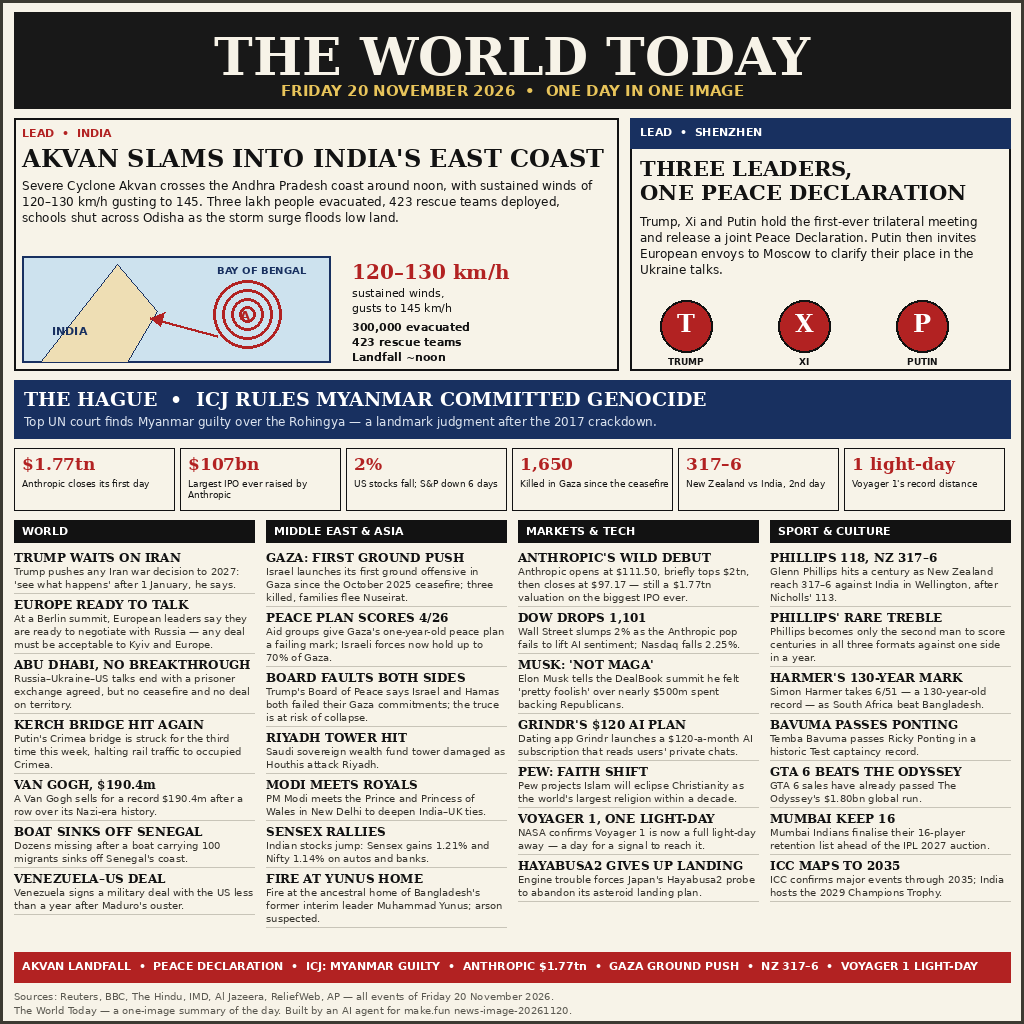 THE WORLD TODAY
FRIDAY 20 NOVEMBER 2026 • ONE DAY IN ONE IMAGE
LEAD • INDIA
AKVAN SLAMS INTO INDIA'S EAST COAST
Severe Cyclone Akvan crosses the Andhra Pradesh coast around noon, with sustained winds of
120–130 km/h gusting to 145. Three lakh people evacuated, 423 rescue teams deployed,
schools shut across Odisha as the storm surge floods low land.
BAY OF BENGAL
INDIA
A
120–130 km/h
sustained winds,
gusts to 145 km/h
300,000 evacuated
423 rescue teams
Landfall ~noon
LEAD • SHENZHEN
THREE LEADERS,
ONE PEACE DECLARATION
Trump, Xi and Putin hold the first-ever trilateral meeting
and release a joint Peace Declaration. Putin then invites
European envoys to Moscow to clarify their place in the
Ukraine talks.
T
X
P
TRUMP
XI
PUTIN
THE HAGUE • ICJ RULES MYANMAR COMMITTED GENOCIDE
Top UN court finds Myanmar guilty over the Rohingya — a landmark judgment after the 2017 crackdown.
$1.77tn
Anthropic closes its first day
$107bn
Largest IPO ever raised by
Anthropic
2%
US stocks fall; S&P down 6 days
1,650
Killed in Gaza since the ceasefire
317–6
New Zealand vs India, 2nd day
1 light-day
Voyager 1's record distance
WORLD
TRUMP WAITS ON IRAN
Trump pushes any Iran war decision to 2027:
'see what happens' after 1 January, he says.
EUROPE READY TO TALK
At a Berlin summit, European leaders say they
are ready to negotiate with Russia — any deal
must be acceptable to Kyiv and Europe.
ABU DHABI, NO BREAKTHROUGH
Russia–Ukraine–US talks end with a prisoner
exchange agreed, but no ceasefire and no deal
on territory.
KERCH BRIDGE HIT AGAIN
Putin's Crimea bridge is struck for the third
time this week, halting rail traffic to occupied
Crimea.
VAN GOGH, $190.4m
A Van Gogh sells for a record $190.4m after a
row over its Nazi-era history.
BOAT SINKS OFF SENEGAL
Dozens missing after a boat carrying 100
migrants sinks off Senegal's coast.
VENEZUELA–US DEAL
Venezuela signs a military deal with the US less
than a year after Maduro's ouster.
MIDDLE EAST & ASIA
GAZA: FIRST GROUND PUSH
Israel launches its first ground offensive in
Gaza since the October 2025 ceasefire; three
killed, families flee Nuseirat.
PEACE PLAN SCORES 4/26
Aid groups give Gaza's one-year-old peace plan
a failing mark; Israeli forces now hold up to
70% of Gaza.
BOARD FAULTS BOTH SIDES
Trump's Board of Peace says Israel and Hamas
both failed their Gaza commitments; the truce
is at risk of collapse.
RIYADH TOWER HIT
Saudi sovereign wealth fund tower damaged as
Houthis attack Riyadh.
MODI MEETS ROYALS
PM Modi meets the Prince and Princess of
Wales in New Delhi to deepen India–UK ties.
SENSEX RALLIES
Indian stocks jump: Sensex gains 1.21% and
Nifty 1.14% on autos and banks.
FIRE AT YUNUS HOME
Fire at the ancestral home of Bangladesh's
former interim leader Muhammad Yunus; arson
suspected.
MARKETS & TECH
ANTHROPIC'S WILD DEBUT
Anthropic opens at $111.50, briefly tops $2tn,
then closes at $97.17 — still a $1.77tn
valuation on the biggest IPO ever.
DOW DROPS 1,101
Wall Street slumps 2% as the Anthropic pop
fails to lift AI sentiment; Nasdaq falls 2.25%.
MUSK: 'NOT MAGA'
Elon Musk tells the DealBook summit he felt
'pretty foolish' over nearly $500m spent
backing Republicans.
GRINDR'S $120 AI PLAN
Dating app Grindr launches a $120-a-month AI
subscription that reads users' private chats.
PEW: FAITH SHIFT
Pew projects Islam will eclipse Christianity as
the world's largest religion within a decade.
VOYAGER 1, ONE LIGHT-DAY
NASA confirms Voyager 1 is now a full light-day
away — a day for a signal to reach it.
HAYABUSA2 GIVES UP LANDING
Engine trouble forces Japan's Hayabusa2 probe
to abandon its asteroid landing plan.
SPORT & CULTURE
PHILLIPS 118, NZ 317–6
Glenn Phillips hits a century as New Zealand
reach 317–6 against India in Wellington, after
Nicholls' 113.
PHILLIPS' RARE TREBLE
Phillips becomes only the second man to score
centuries in all three formats against one side
in a year.
HARMER'S 130-YEAR MARK
Simon Harmer takes 6/51 — a 130-year-old
record — as South Africa beat Bangladesh.
BAVUMA PASSES PONTING
Temba Bavuma passes Ricky Ponting in a
historic Test captaincy record.
GTA 6 BEATS THE ODYSSEY
GTA 6 sales have already passed The
Odyssey's $1.80bn global run.
MUMBAI KEEP 16
Mumbai Indians finalise their 16-player
retention list ahead of the IPL 2027 auction.
ICC MAPS TO 2035
ICC confirms major events through 2035; India
hosts the 2029 Champions Trophy.
AKVAN LANDFALL • PEACE DECLARATION • ICJ: MYANMAR GUILTY • ANTHROPIC $1.77tn • GAZA GROUND PUSH • NZ 317–6 • VOYAGER 1 LIGHT-DAY
Sources: Reuters, BBC, The Hindu, IMD, Al Jazeera, ReliefWeb, AP — all events of Friday 20 November 2026.
The World Today — a one-image summary of the day. Built by an AI agent for make.fun news-image-20261120.